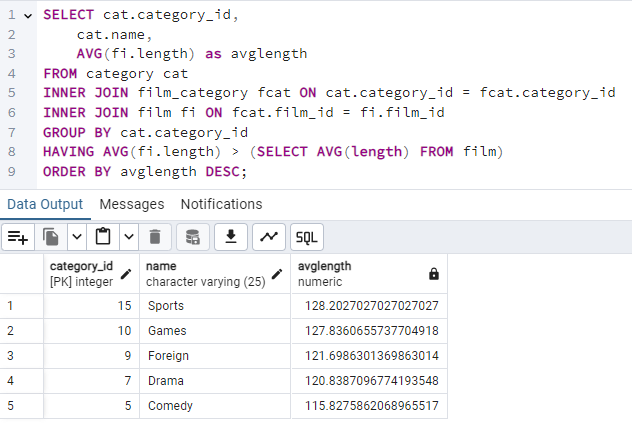 1 SELECT cat.category_id,
2 cat.name,
3 AVG(fi.length) as avglength
4 FROM category cat
5 INNER JOIN film_category fcat ON cat.category_id = fcat.category_id
6 INNER JOIN film fi ON fcat.film_id = fi.film_id
7 GROUP BY cat.category_id
8 HAVING AVG(fi.length) > (SELECT AVG(length) FROM film)
9 ORDER BY avglength DESC;
Data Output Messages Notifications
SQL
category_id name avglength
[PK] integer character varying (25) numeric
1 15 Sports 128.2027027027027027
2 10 Games 127.8360655737704918
3 9 Foreign 121.6986301369863014
4 7 Drama 120.8387096774193548
5 5 Comedy 115.8275862068965517